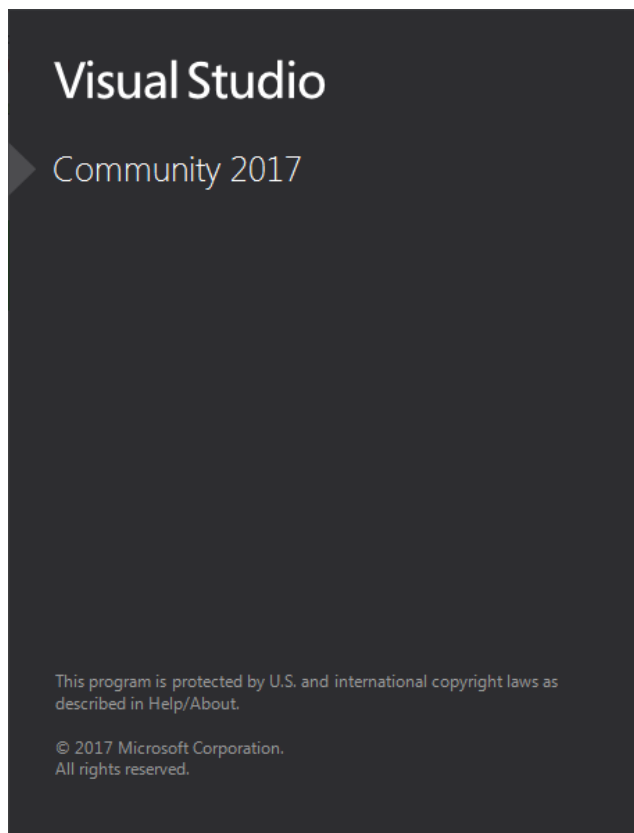 Visual Studio
Community 2017
This program is protected by U.S. and international copyright laws as
described in Help/About.
© 2017 Microsoft Corporation.
All rights reserved.